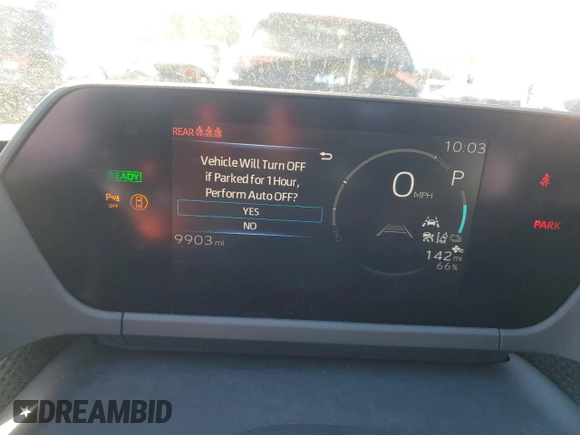 REAR
10:03
Vehicle Will Turn OFF
if Parked for 1 Hour,
Perform Auto OFF?
YES
NO
9903 mi
READY
OFF
0 MPH
P
142 mi
66%
PARK
DREAMBID